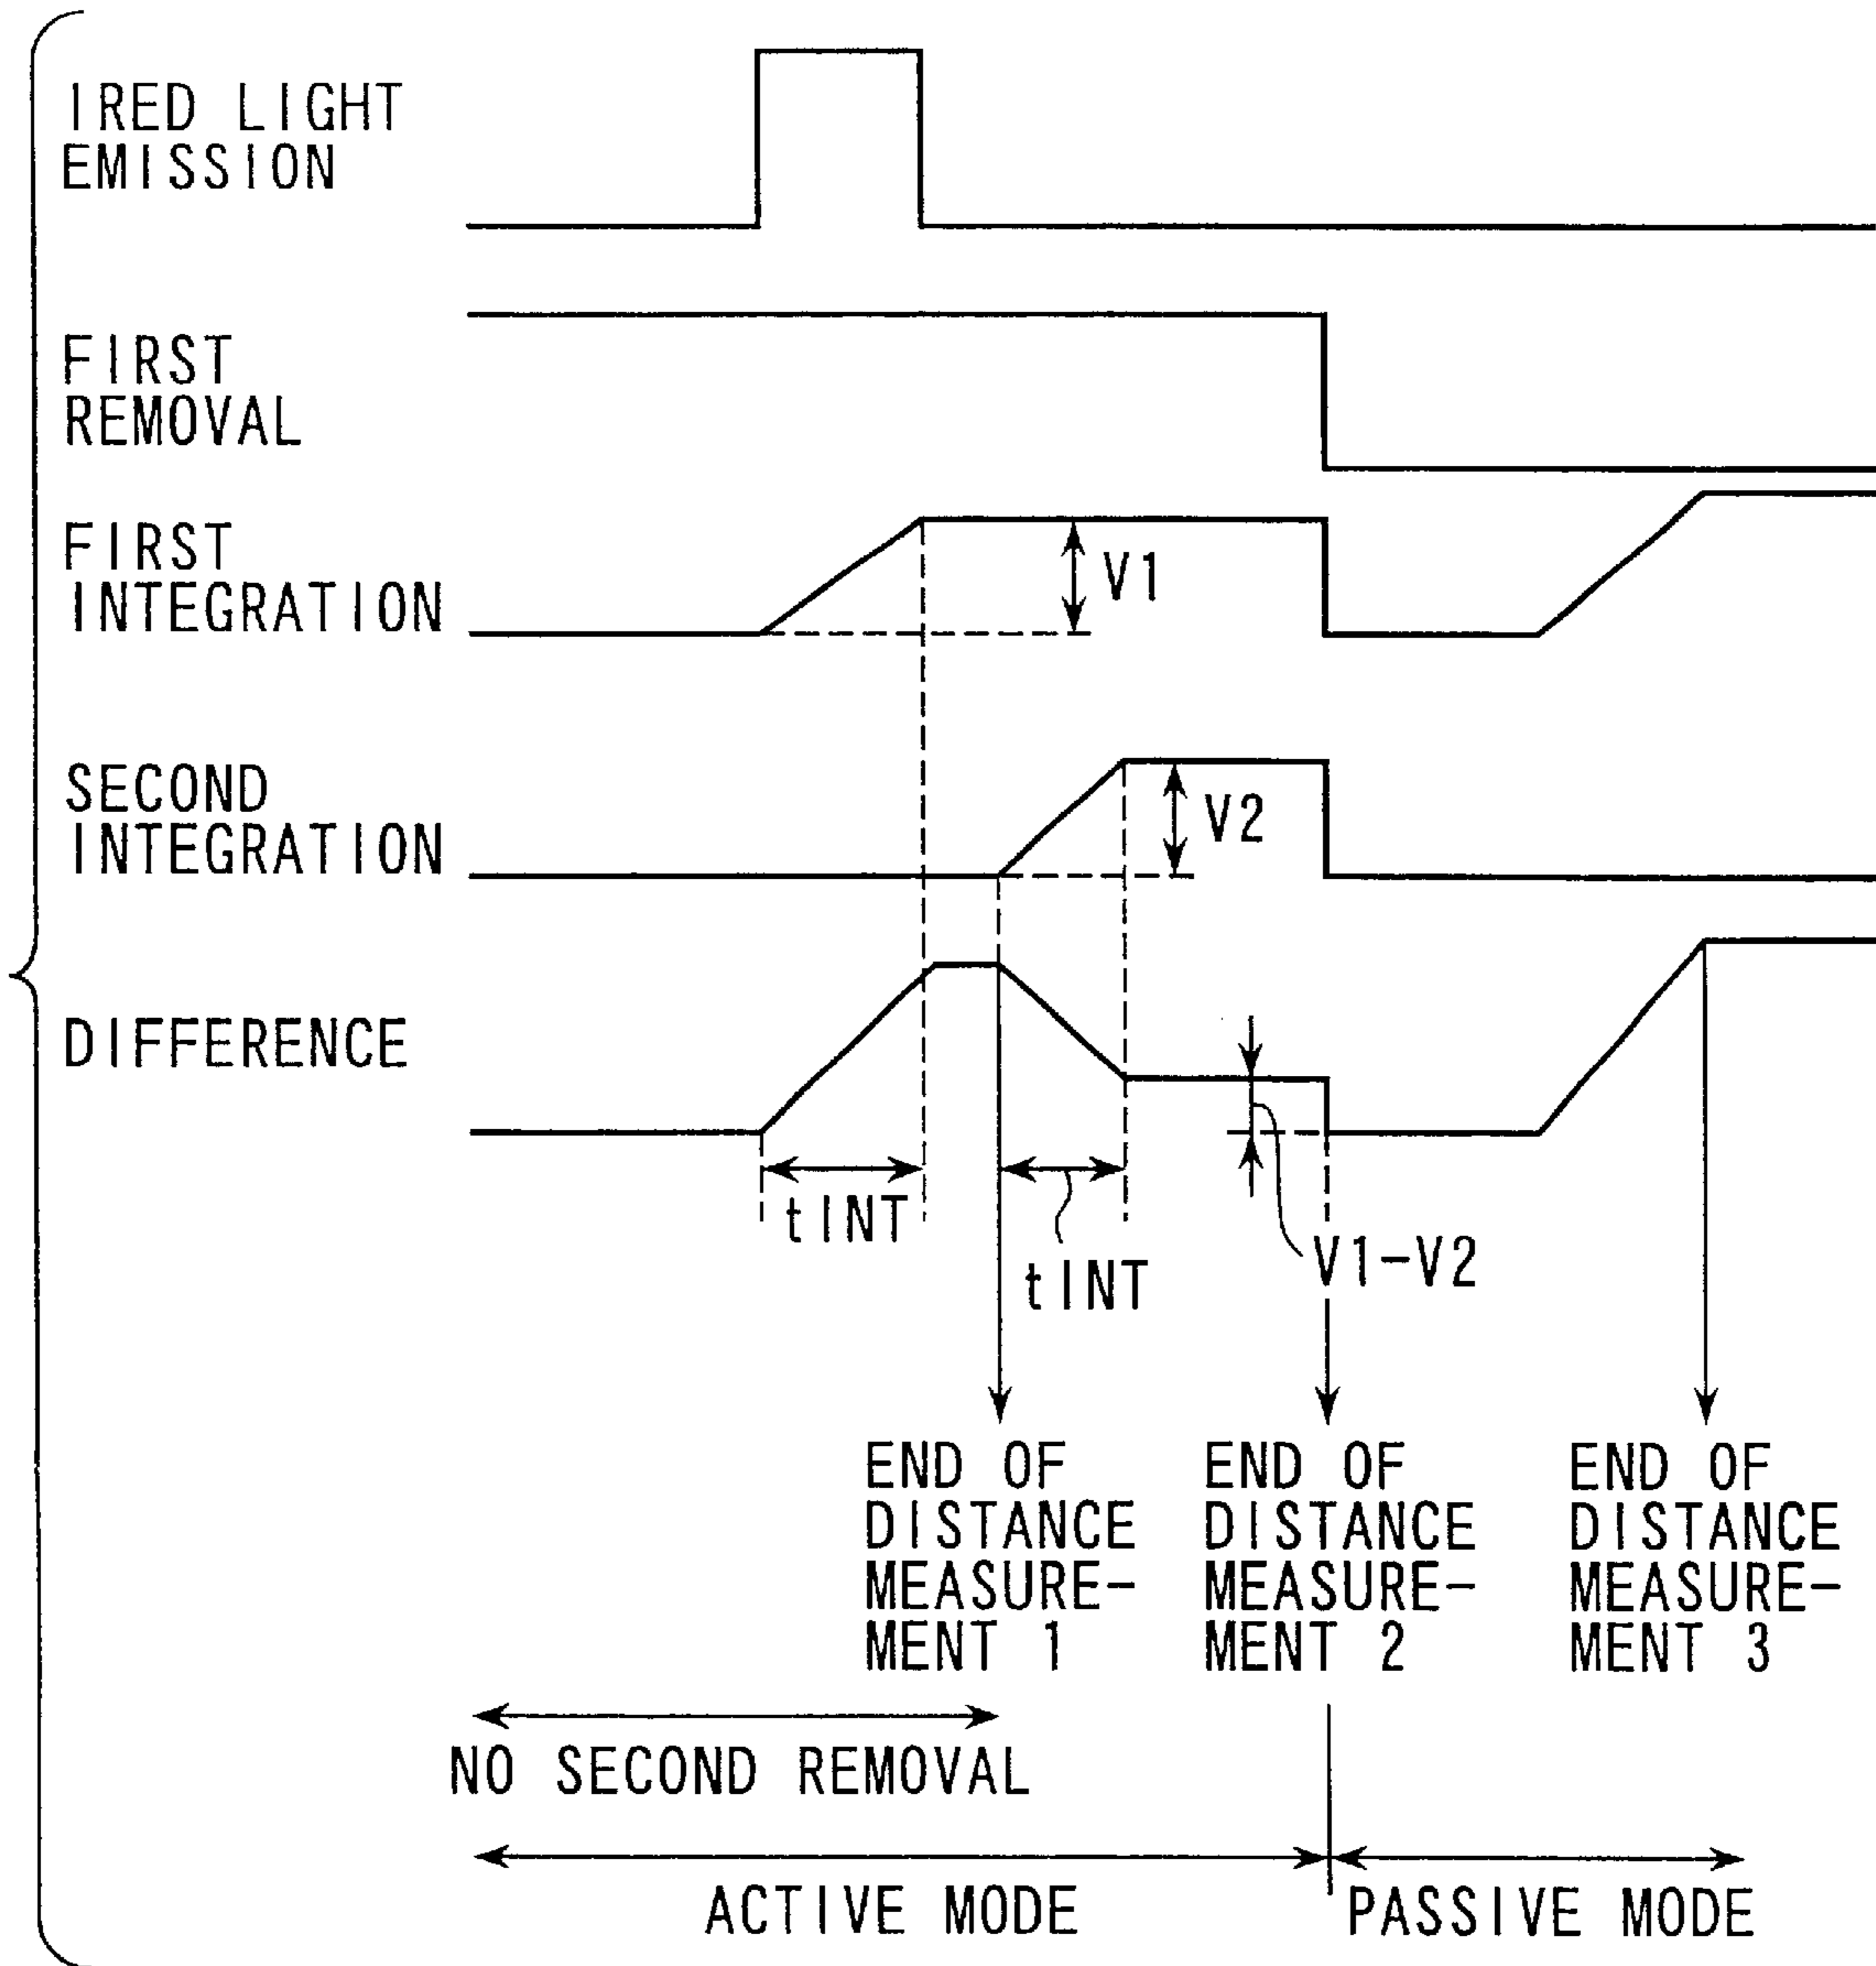 IRED LIGHT
EMISSION
FIRST
REMOVAL
FIRST
INTEGRATION
V1
SECOND
INTEGRATION
V2
DIFFERENCE
tINT
tINT
V1-V2
END OF
DISTANCE
MEASURE-
MENT 1
END OF
DISTANCE
MEASURE-
MENT 2
END OF
DISTANCE
MEASURE-
MENT 3
NO SECOND REMOVAL
ACTIVE MODE
PASSIVE MODE